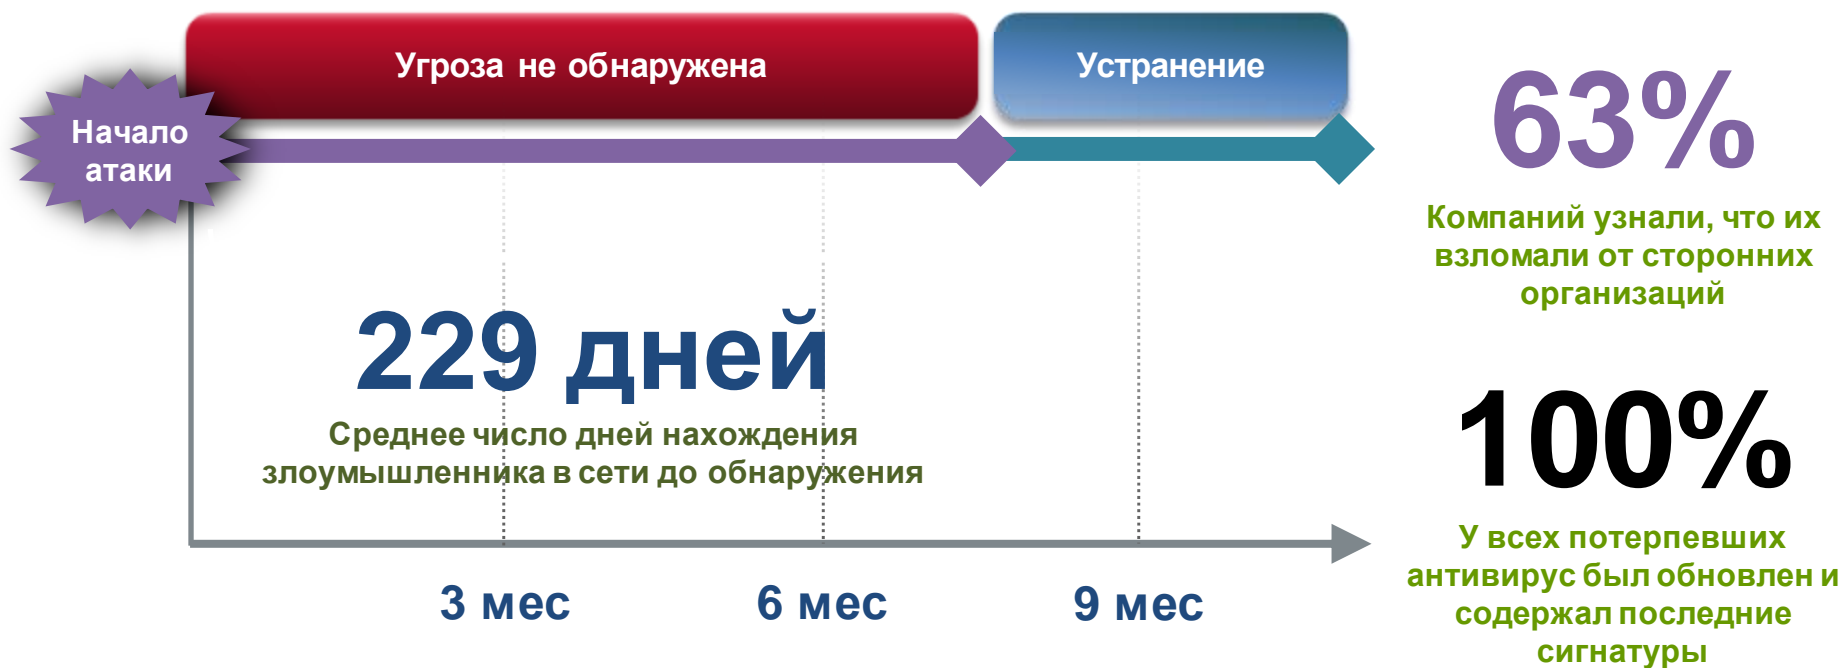 Угроза не обнаружена
Устранение
Начало
атаки
63%
Компаний узнали, что их
взломали от сторонних
организаций
229 дней
Среднее число дней нахождения
злоумышленника в сети до обнаружения
100%
У всех потерпевших
антивирус был обновлен и
содержал последние
сигнатуры
3 мес
6 мес
9 мес